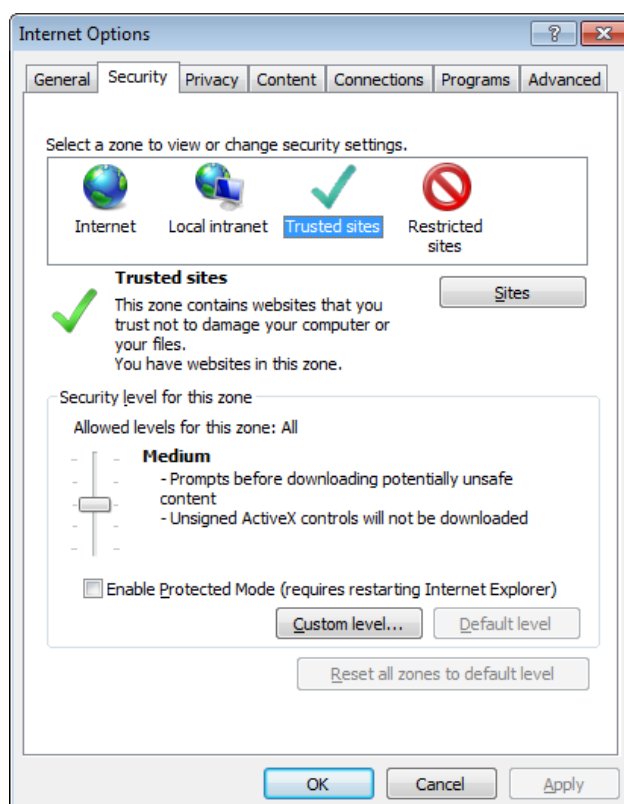 Internet Options
General Security Privacy Content Connections Programs Advanced
Select a zone to view or change security settings.
Internet Local intranet Trusted sites Restricted
sites
Trusted sites
Sites
This zone contains websites that you
trust not to damage your computer or
your files.
You have websites in this zone.
Security level for this zone
Allowed levels for this zone: All
Medium
- Prompts before downloading potentially unsafe
content
- Unsigned ActiveX controls will not be downloaded
Enable Protected Mode (requires restarting Internet Explorer)
Custom level... Default level
Reset all zones to default level
OK Cancel Apply